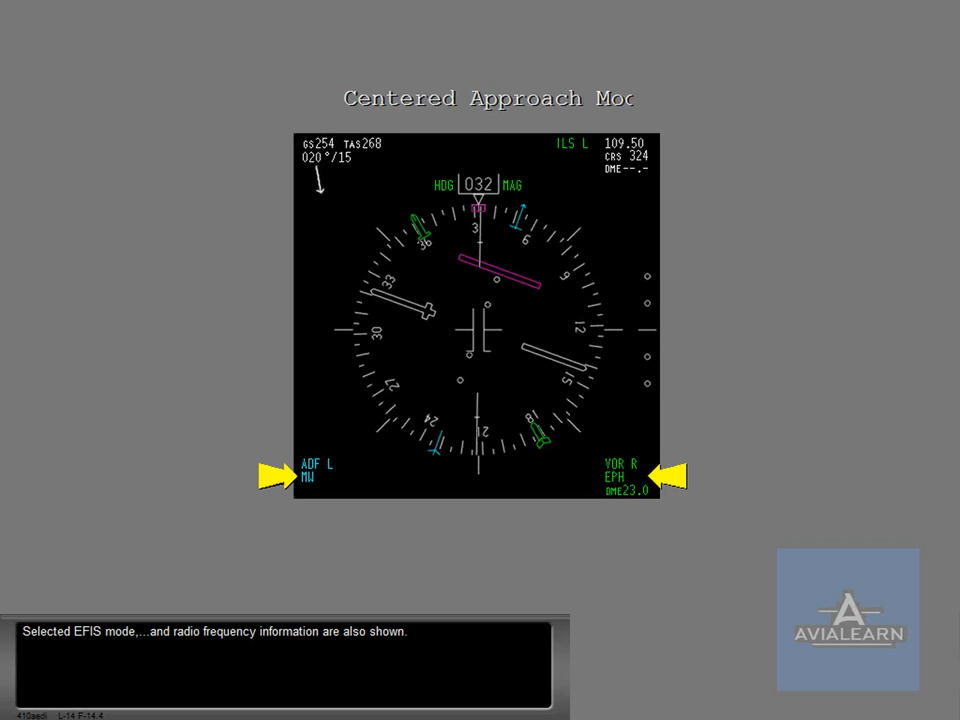 Centered Approach Moc
GS254 TAS268
020°/15
ILS L
109.50
CRS 324
DME--.-
HDG 032 MAG
3
6
9
12
15
18
21
24
27
30
33
36
ADF L
MW
VOR R
EPH
DME23.0
Selected EFIS mode,...and radio frequency information are also shown.
410aedi L-14 F-14.4
AVIALEARN